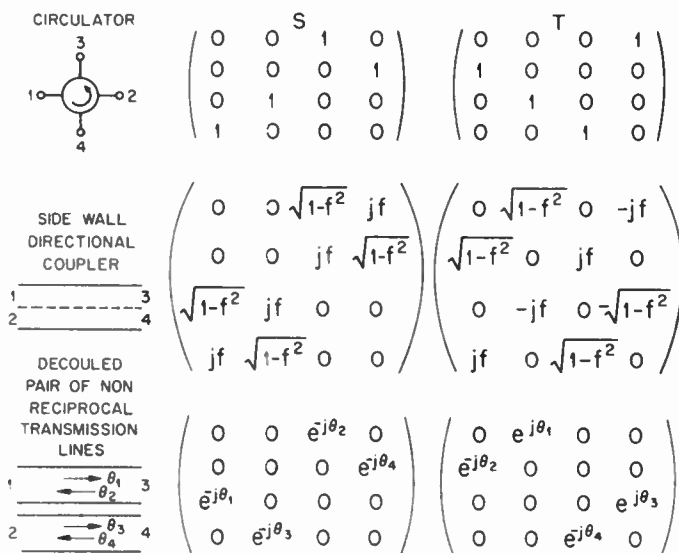 CIRCULATOR S T
3
1 2
4
0 0 1 0 0 0 0 1
0 0 0 1 1 0 0 0
0 1 0 0 0 1 0 0
1 0 0 0 0 0 1 0
SIDE WALL
DIRECTIONAL
COUPLER
1 3
2 4
0 0 √1-f² jf 0 √1-f² 0 -jf
0 0 jf √1-f² √1-f² 0 jf 0
√1-f² jf 0 0 0 -jf 0 -√1-f²
jf √1-f² 0 0 jf 0 √1-f² 0
DECOULED
PAIR OF NON
RECIPROCAL
TRANSMISSION
LINES
1 θ₁ 3
θ₂
2 θ₃ 4
θ₄
0 0 e^-jθ₂ 0 0 e^jθ₁ 0 0
0 0 0 e^-jθ₄ e^-jθ₂ 0 0 0
e^-jθ₁ 0 0 0 0 0 0 e^jθ₃
0 e^-jθ₃ 0 0 0 0 e^-jθ₄ 0